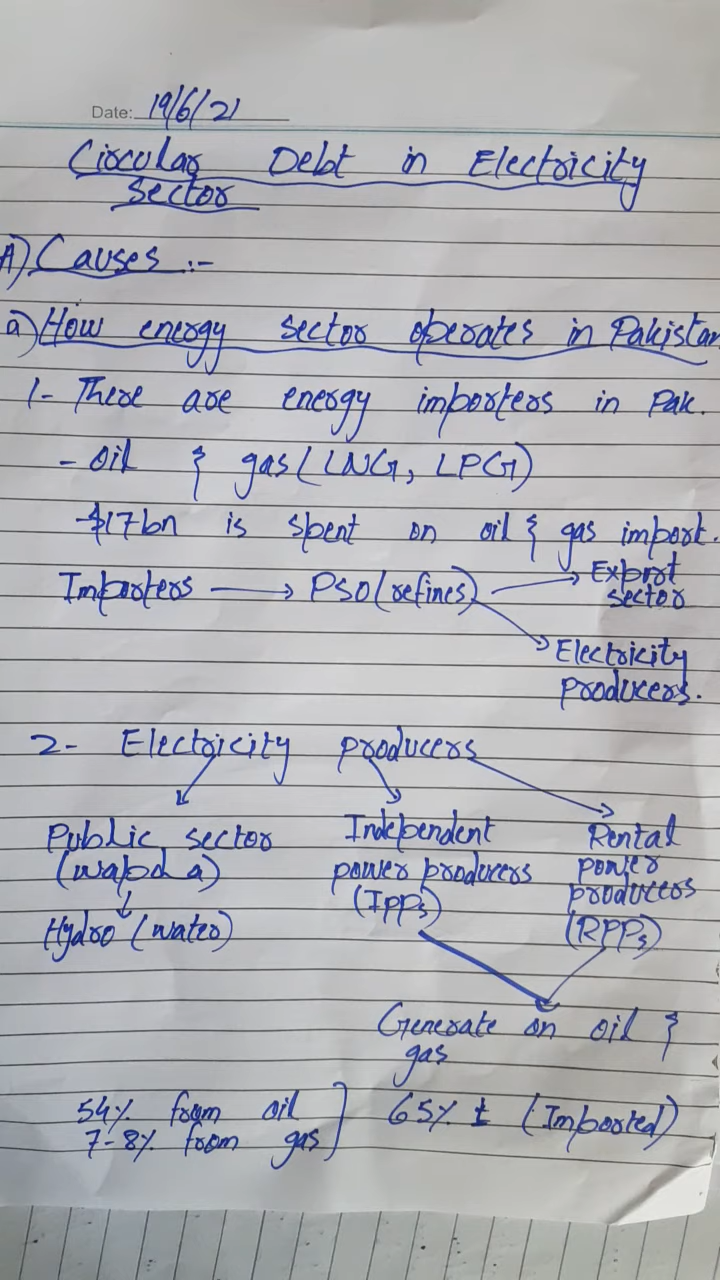 Date: 19/6/21
Circular Debt in Electricity
Sector
A) Causes :-
a) How energy sector operates in Pakistan
1- There are energy importers in Pak.
- Oil & gas (LNG, LPG)
- $17bn is spent on oil & gas import.
Importers → PSO (refines) → Export sector
→ Electricity producers.
2- Electricity producers
Public sector (wapda)
↓
Hydro (water)
Independent power producers (IPPs)
Rental power producers (RPPs)
Generate on oil &
gas
54% from oil
7-8% from gas
65% ± (Imported)